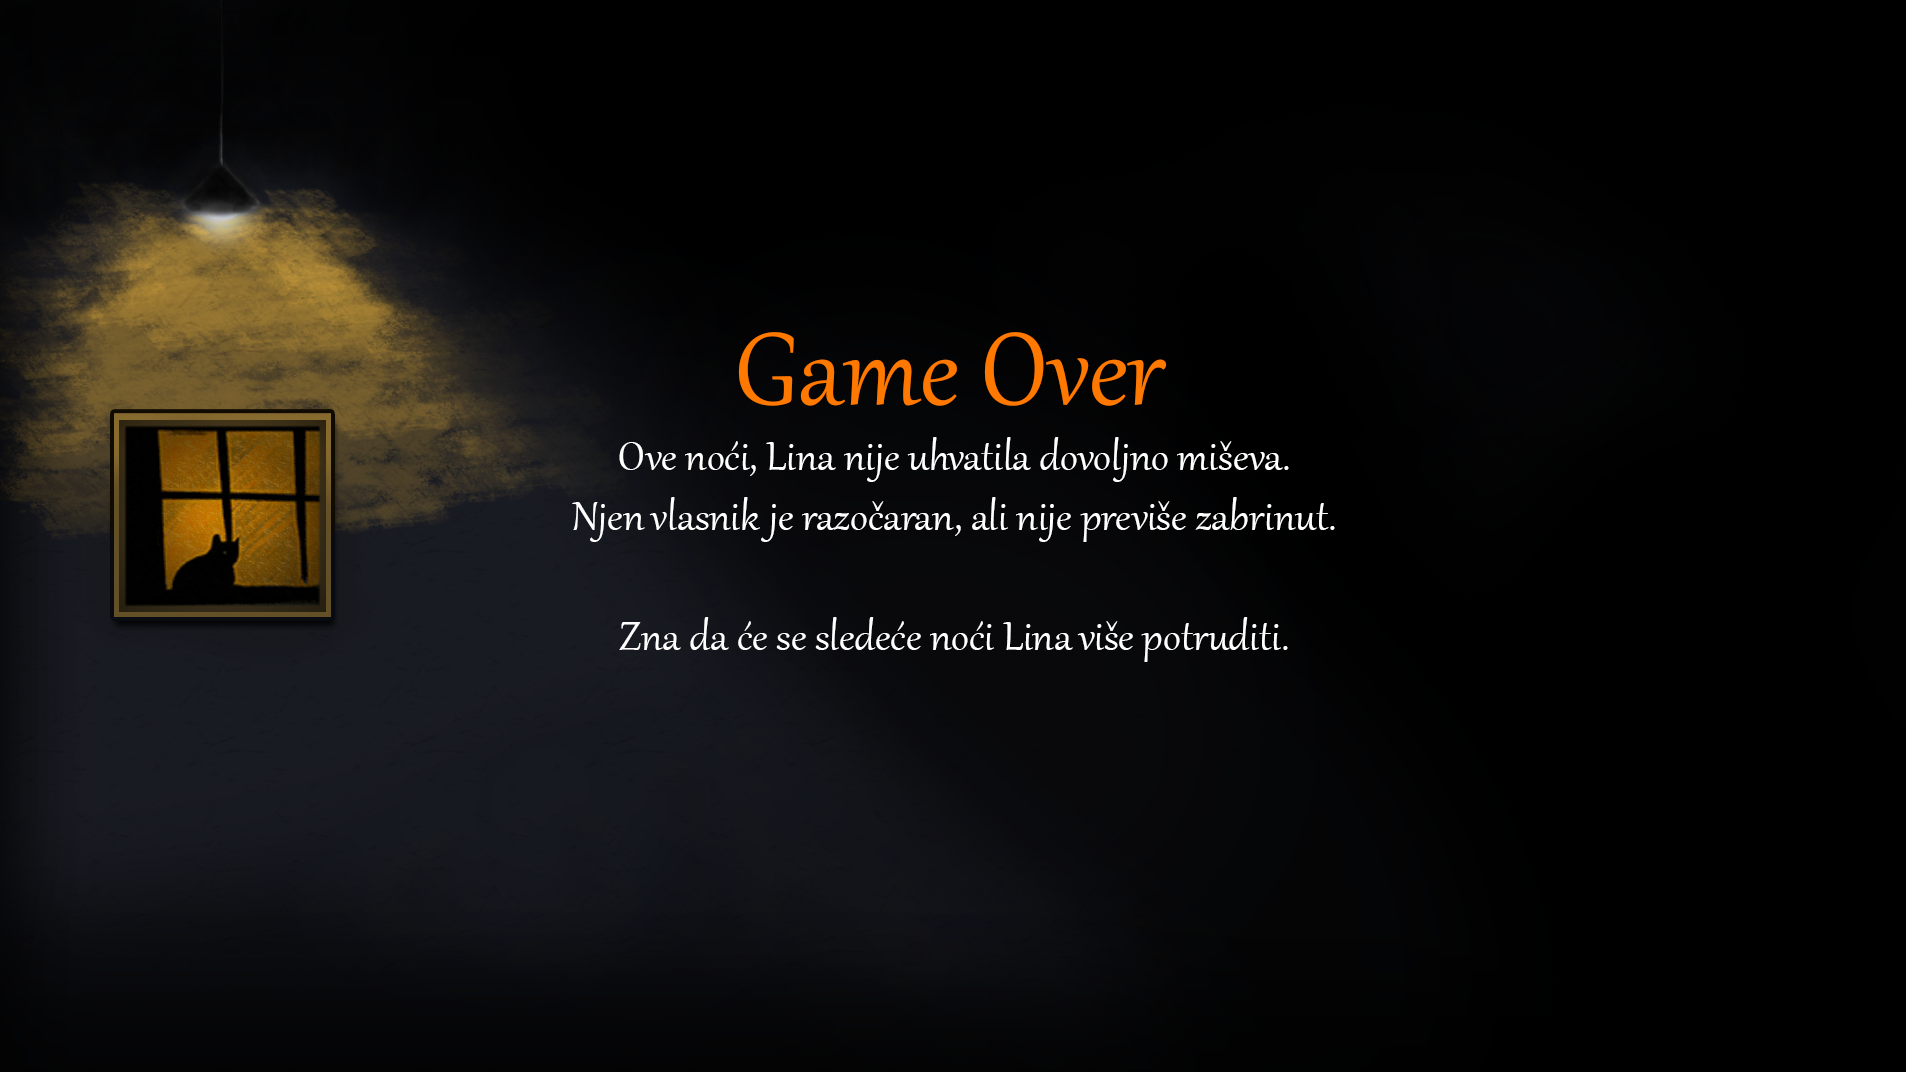 Game Over
Ove noći, Lina nije uhvatila dovoljno miševa.
Njen vlasnik je razočaran, ali nije previše zabrinut.
Zna da će se sledeće noći Lina više potruditi.